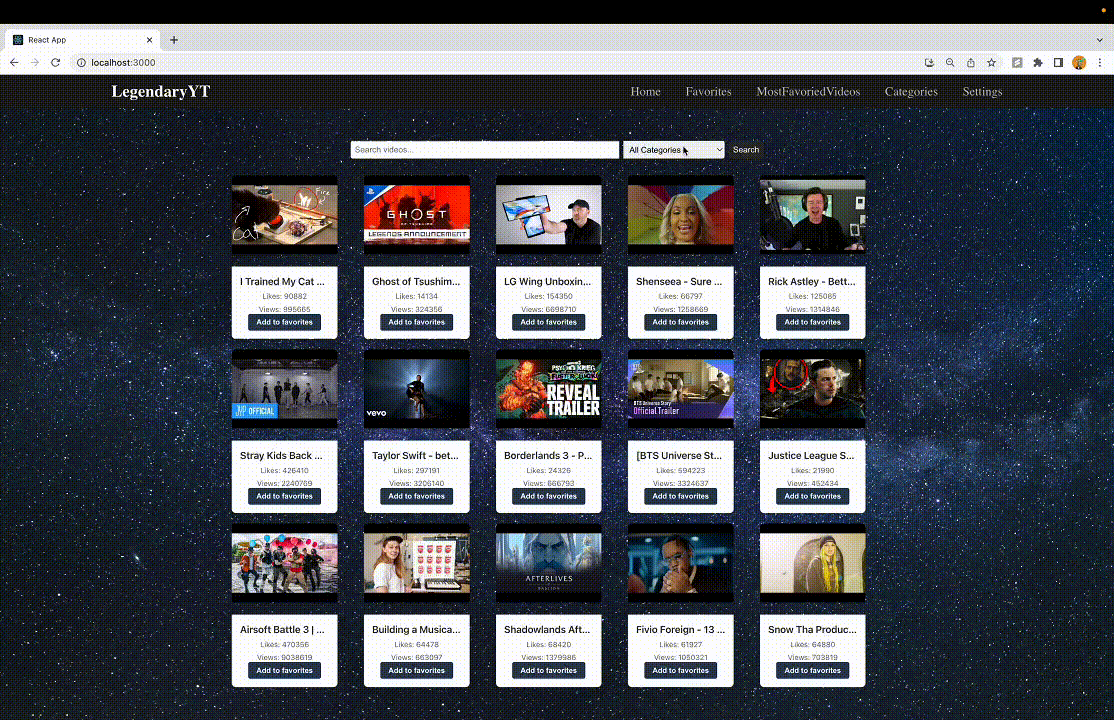 React App
localhost:3000
LegendaryYT
Home Favorites MostFavoriedVideos Categories Settings
Search videos... All Categories Search
Fire
Cat
GHOST
OF TSUSHIMA
LEGENDS ANNOUNCEMENT
I Trained My Cat ... Ghost of Tsushim... LG Wing Unboxin... Shenseea - Sure ... Rick Astley - Bett...
Likes: 90882 Likes: 14134 Likes: 154350 Likes: 66797 Likes: 125085
Views: 995665 Views: 324356 Views: 6698710 Views: 1258669 Views: 1314846
Add to favorites Add to favorites Add to favorites Add to favorites Add to favorites
JYP OFFICIAL
vevo
REVEAL
TRAILER
BTS Universe Story
Official Trailer
Stray Kids Back ... Taylor Swift - bet... Borderlands 3 - P... [BTS Universe St... Justice League S...
Likes: 426410 Likes: 297191 Likes: 24326 Likes: 594223 Likes: 21990
Views: 2240769 Views: 3206140 Views: 666792 Views: 3324637 Views: 452434
Add to favorites Add to favorites Add to favorites Add to favorites Add to favorites
AFTERLIVES
Airsoft Battle 3 | ... Building a Musica... Shadowlands Aft... Fivio Foreign - 13 ... Snow Tha Produc...
Likes: 470356 Likes: 64478 Likes: 68420 Likes: 61927 Likes: 64880
Views: 9038619 Views: 663097 Views: 1379986 Views: 1050321 Views: 703819
Add to favorites Add to favorites Add to favorites Add to favorites Add to favorites